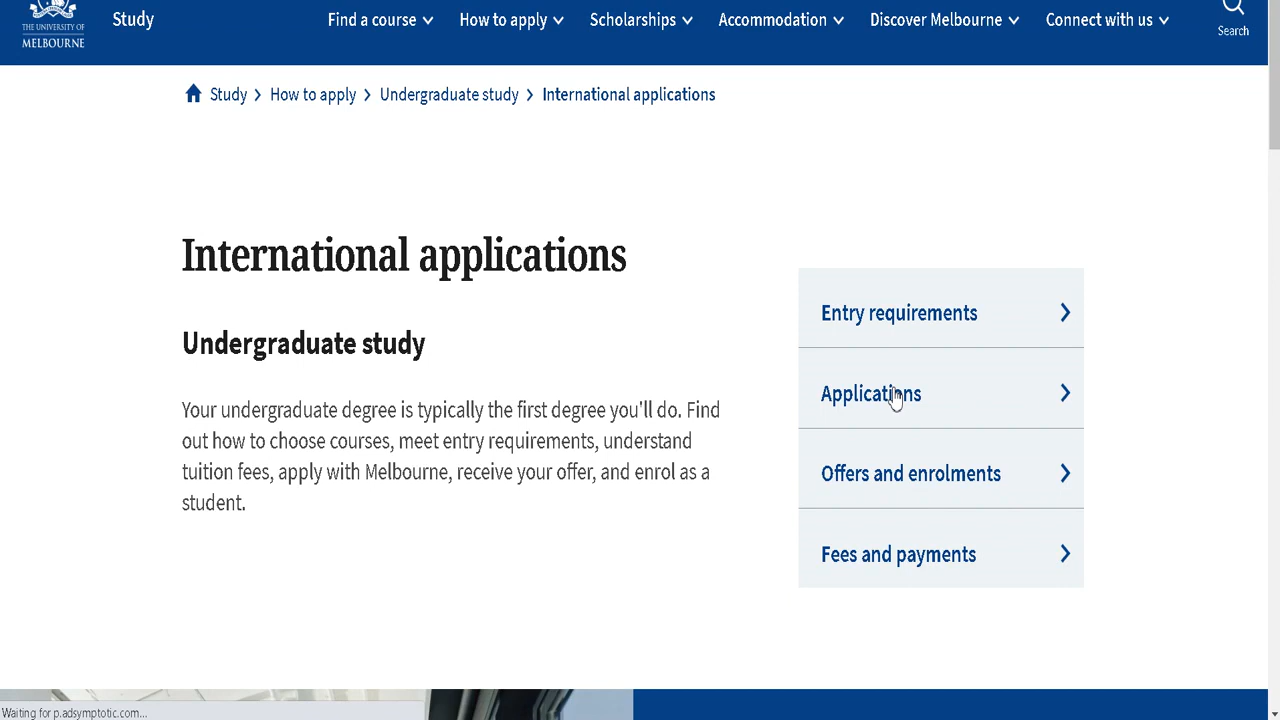 THE UNIVERSITY OF
MELBOURNE
Study
Find a course
How to apply
Scholarships
Accommodation
Discover Melbourne
Connect with us
Search
Study > How to apply > Undergraduate study > International applications
International applications
Undergraduate study
Your undergraduate degree is typically the first degree you'll do. Find
out how to choose courses, meet entry requirements, understand
tuition fees, apply with Melbourne, receive your offer, and enrol as a
student.
Entry requirements
Applications
Offers and enrolments
Fees and payments
Waiting for p.adsymptotic.com...